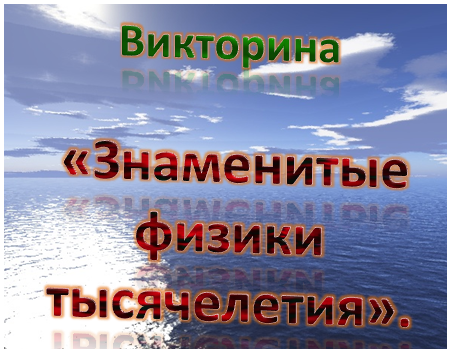 Викторина
«Знаменитые
физики
тысячелетия».